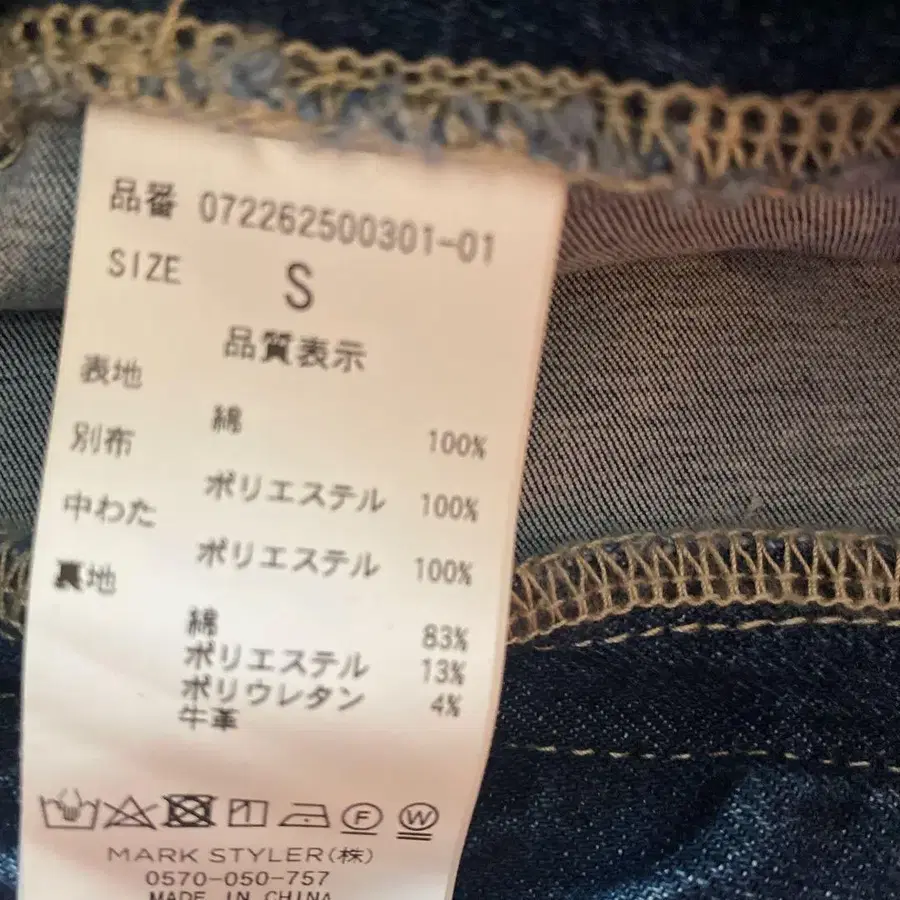 品番 072262500301-01
SIZE S
品質表示
表地
綿 100%
別布
ポリエステル 100%
中わた
ポリエステル 100%
裏地
綿 83%
ポリエステル 13%
ポリウレタン 4%
牛革
F W
MARK STYLER(株)
0570-050-757
MADE IN CHINA